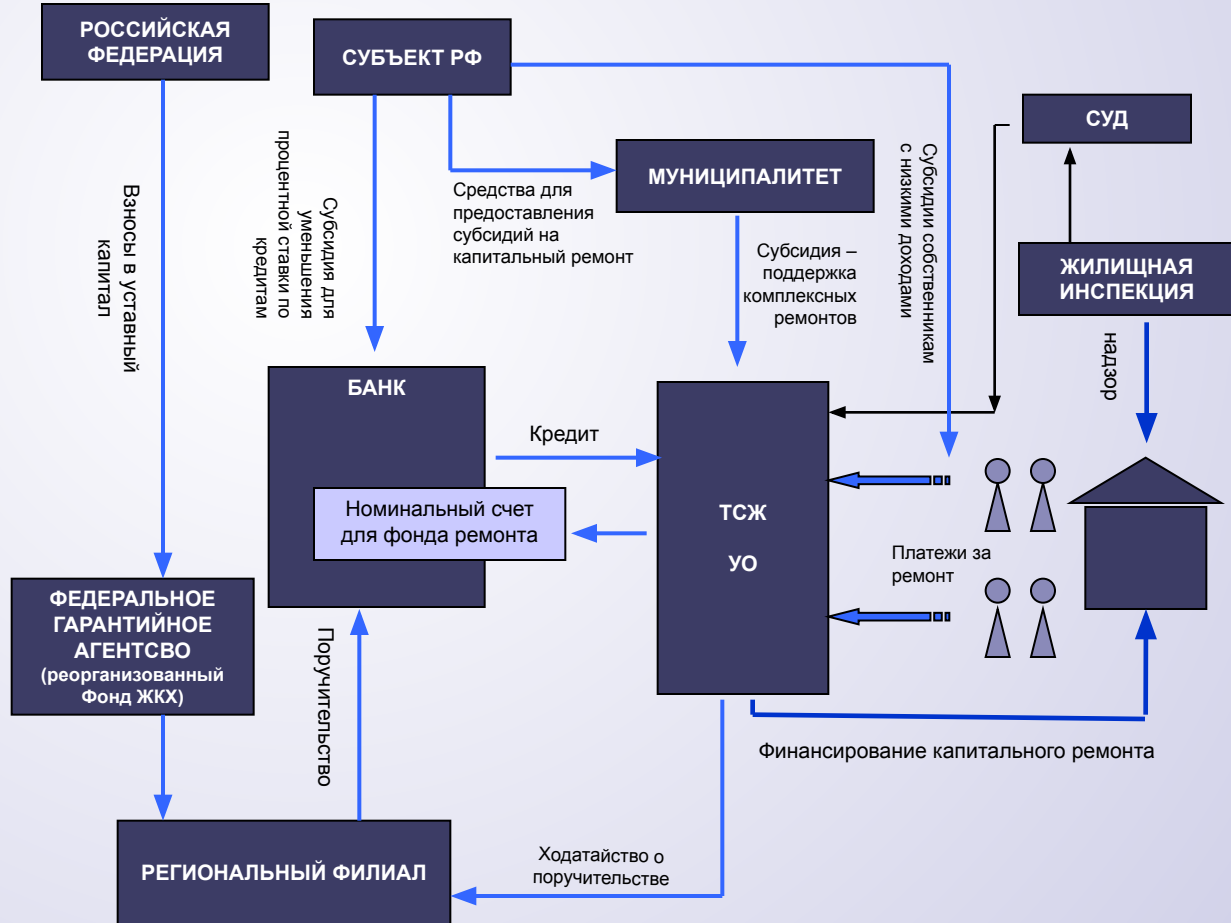 РОССИЙСКАЯ
ФЕДЕРАЦИЯ
СУБЪЕКТ РФ
СУД
МУНИЦИПАЛИТЕТ
ЖИЛИЩНАЯ
ИНСПЕКЦИЯ
Взносы в уставный
капитал
Субсидия для
уменьшения
процентной ставки по
кредитам
Средства для
предоставления
субсидий на
капитальный ремонт
Субсидия –
поддержка
комплексных
ремонтов
Субсидии собственникам
с низкими доходами
надзор
БАНК
Кредит
Номинальный счет
для фонда ремонта
ТСЖ
УО
Платежи за
ремонт
ФЕДЕРАЛЬНОЕ
ГАРАНТИЙНОЕ
АГЕНТСВО
(реорганизованный
Фонд ЖКХ)
Поручительство
Финансирование капитального ремонта
РЕГИОНАЛЬНЫЙ ФИЛИАЛ
Ходатайство о
поручительстве